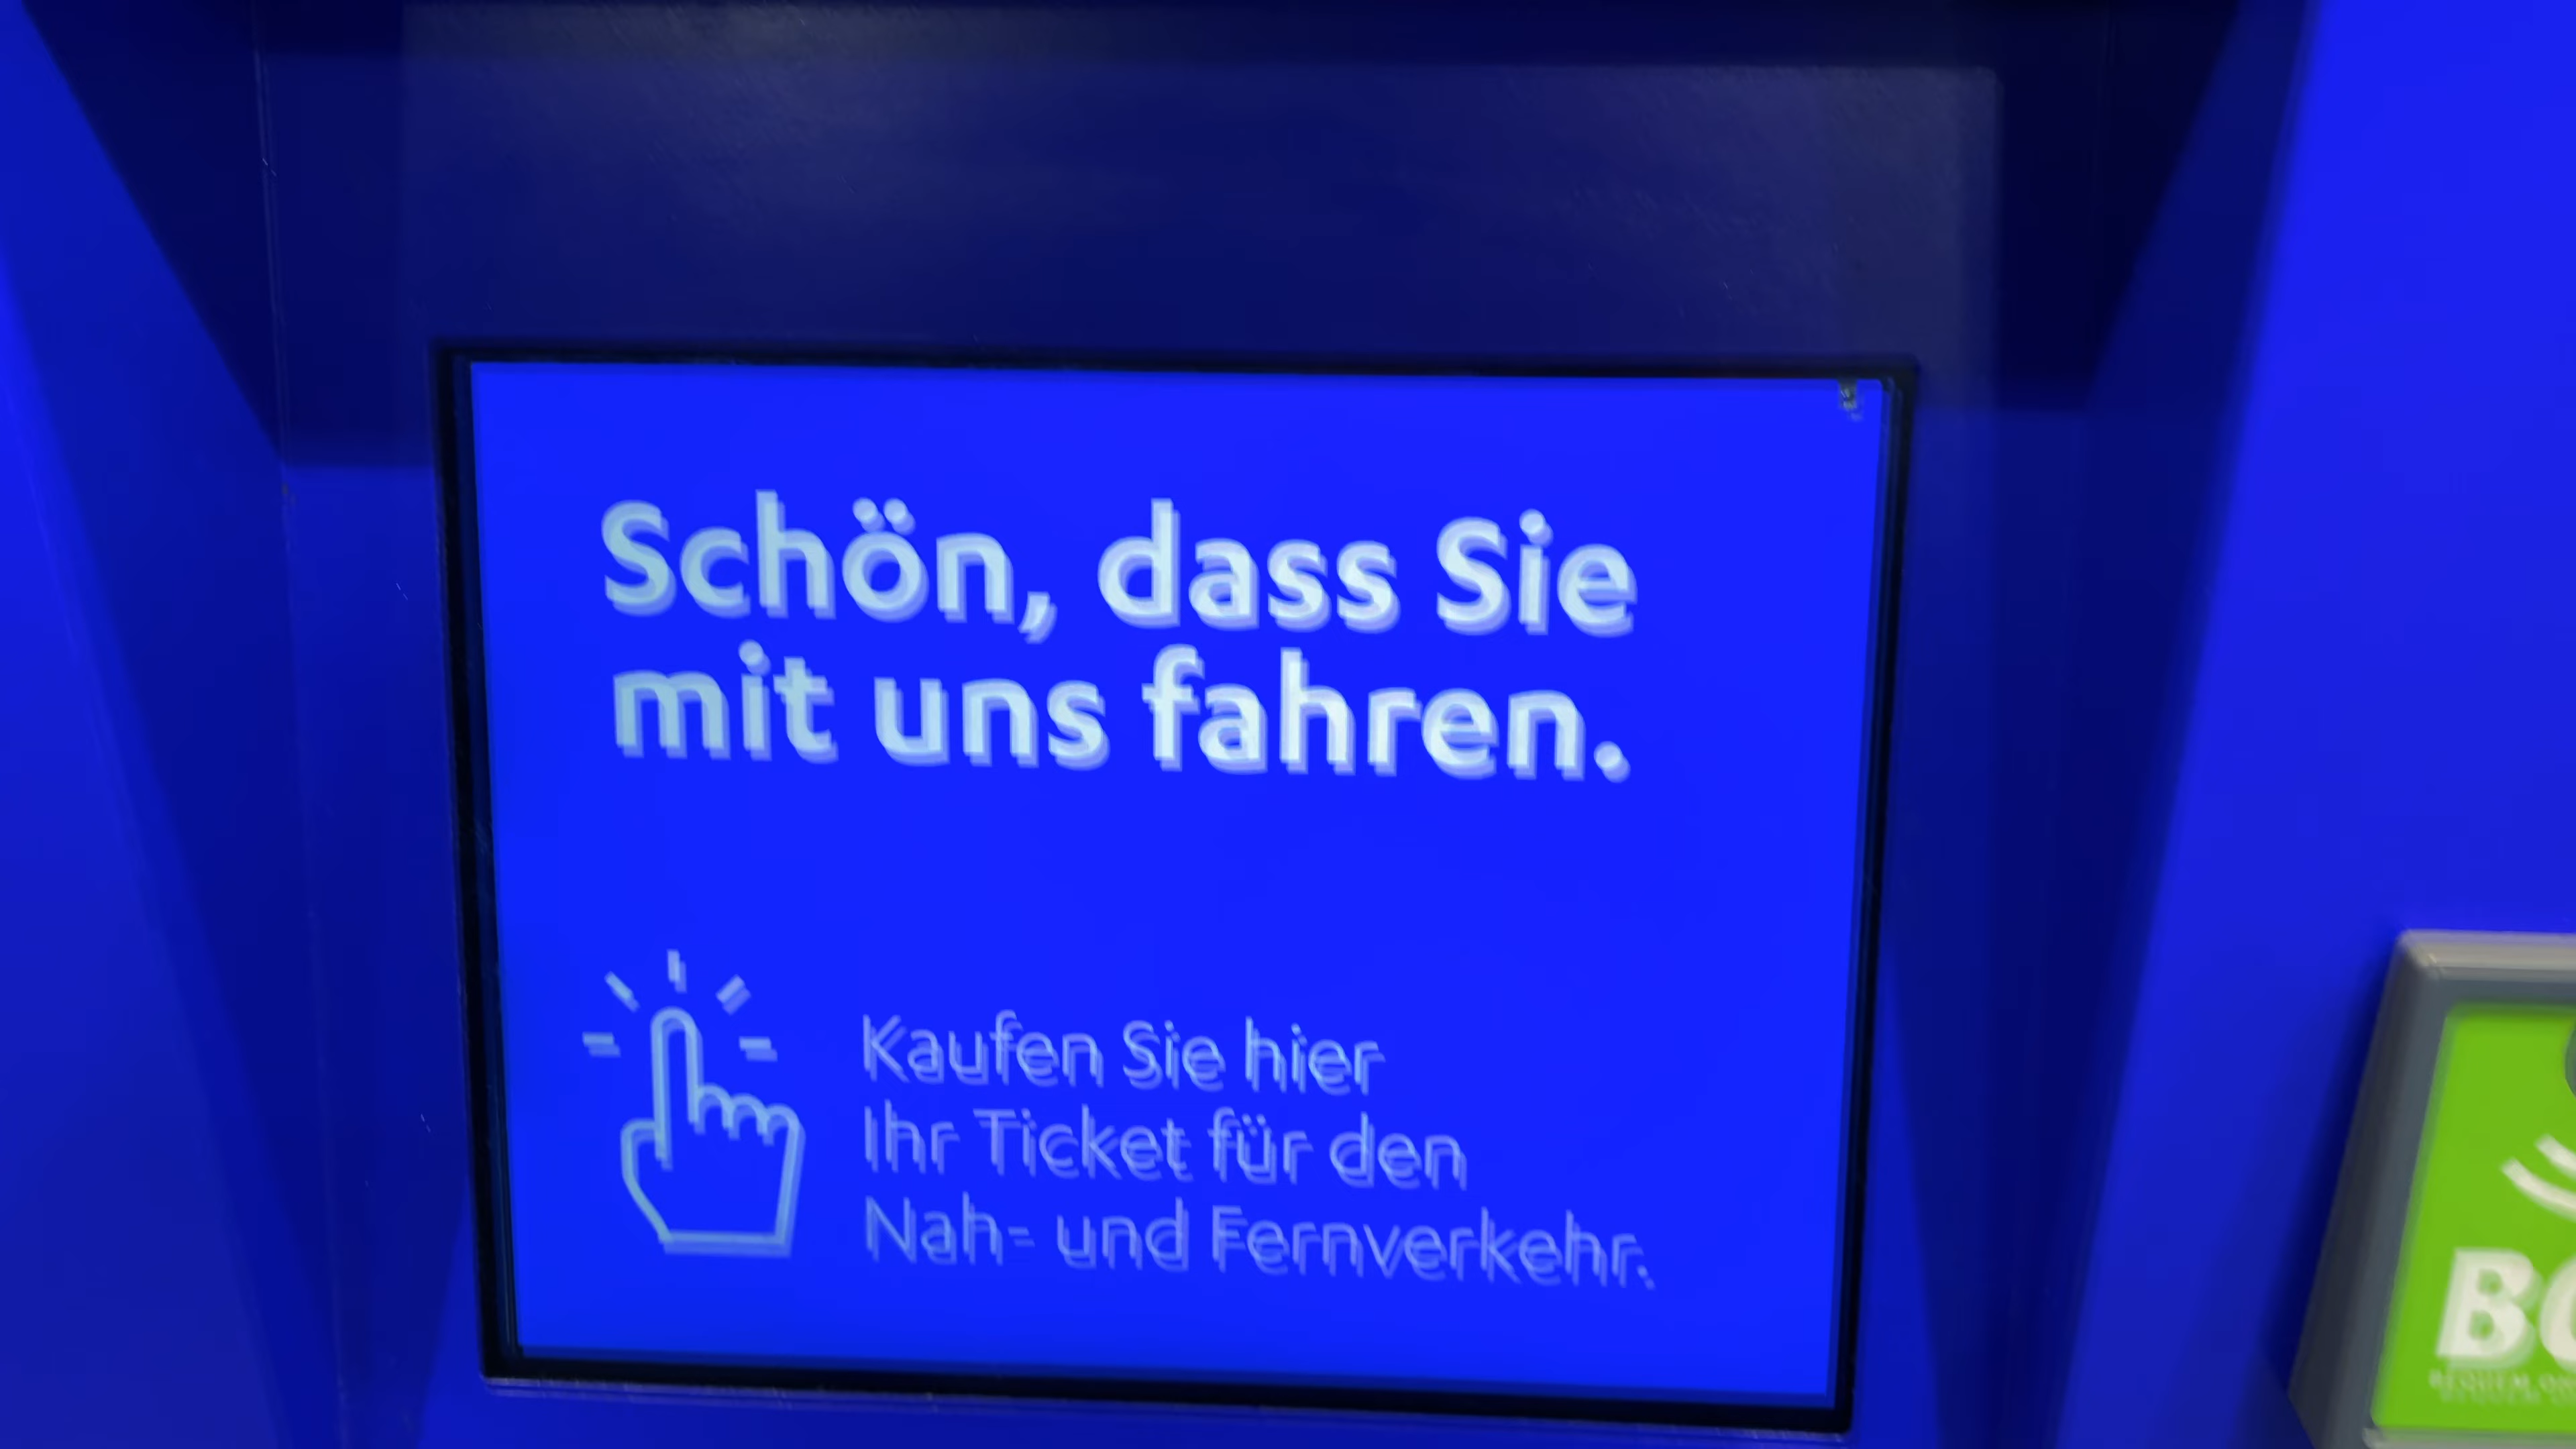 Schön, dass Sie
mit uns fahren.
Kaufen Sie hier
Ihr Ticket für den
Nah- und Fernverkehr.